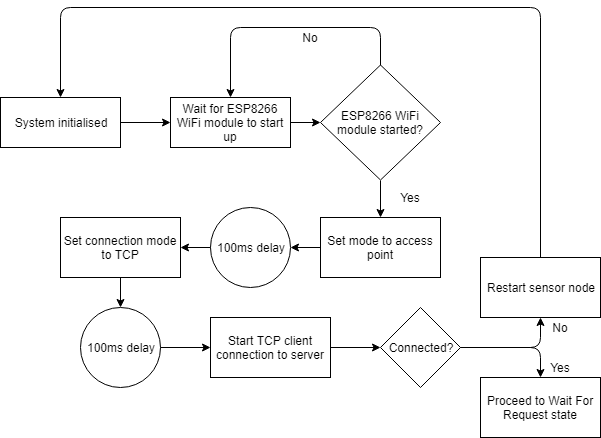 No
System initialised
Wait for ESP8266
WiFi module to start
up
ESP8266 WiFi
module started?
Yes
Set connection mode
to TCP
100ms delay
Set mode to access
point
100ms delay
Start TCP client
connection to server
Connected?
Restart sensor node
No
Yes
Proceed to Wait For
Request state